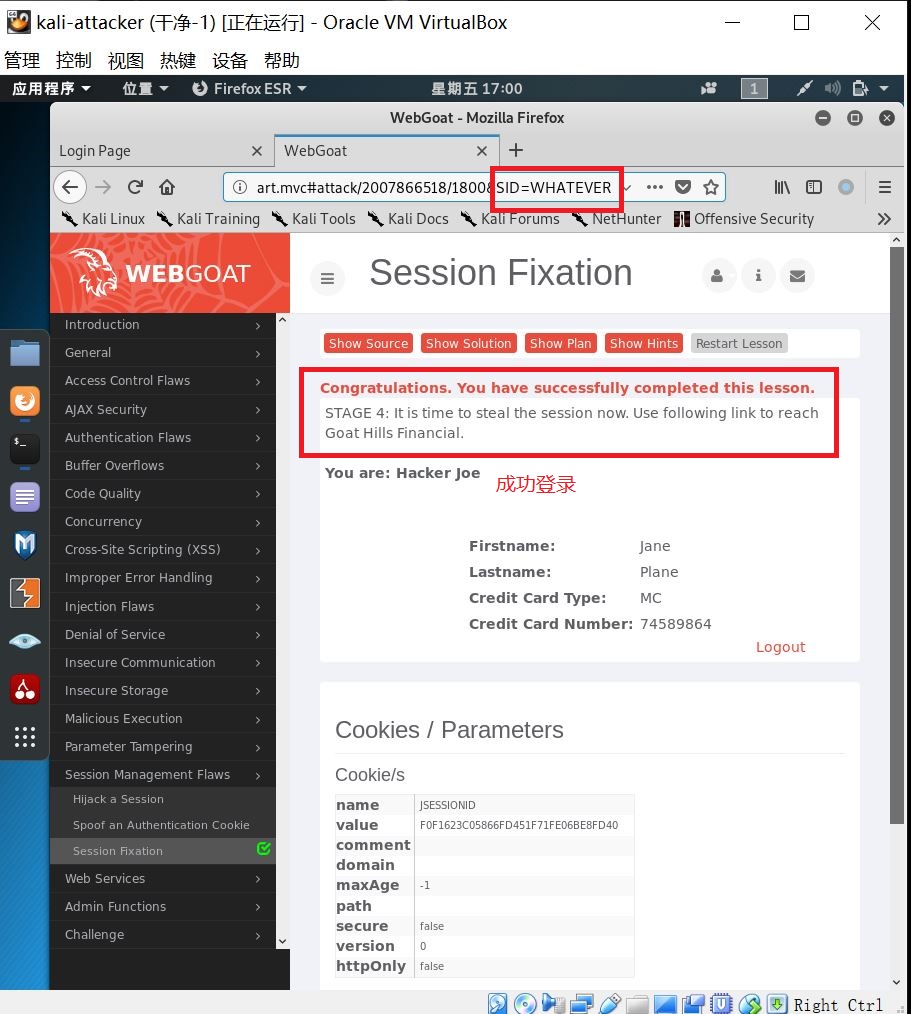 kali-attacker (干净-1) [正在运行] - Oracle VM VirtualBox
管理 控制 视图 热键 设备 帮助
应用程序 位置 Firefox ESR 星期五 17:00 1
WebGoat - Mozilla Firefox
Login Page WebGoat
art.mvc#attack/2007866518/1800&SID=WHATEVER
Kali Linux Kali Training Kali Tools Kali Docs Kali Forums NetHunter Offensive Security
WEBGOAT
Session Fixation
Introduction
General
Access Control Flaws
AJAX Security
Authentication Flaws
Buffer Overflows
Code Quality
Concurrency
Cross-Site Scripting (XSS)
Improper Error Handling
Injection Flaws
Denial of Service
Insecure Communication
Insecure Storage
Malicious Execution
Parameter Tampering
Session Management Flaws
Hijack a Session
Spoof an Authentication Cookie
Session Fixation
Web Services
Admin Functions
Challenge
Show Source Show Solution Show Plan Show Hints Restart Lesson
Congratulations. You have successfully completed this lesson.
STAGE 4: It is time to steal the session now. Use following link to reach
Goat Hills Financial.
You are: Hacker Joe
成功登录
Firstname: Jane
Lastname: Plane
Credit Card Type: MC
Credit Card Number: 74589864
Logout
Cookies / Parameters
Cookie/s
name JSESSIONID
value F0F1623C05866FD451F71FE06BE8FD40
comment
domain
maxAge -1
path
secure false
version 0
httpOnly false
Right Ctrl